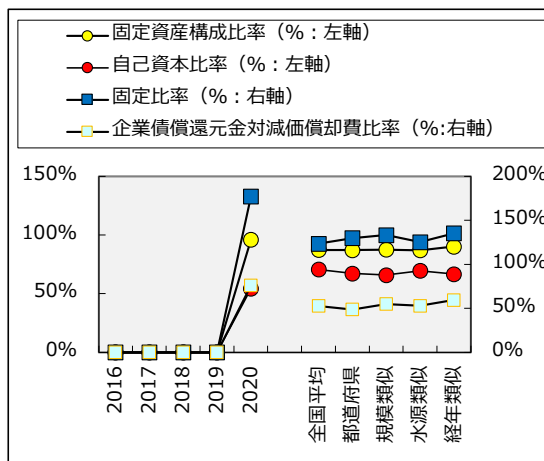 固定資産構成比率（%：左軸）
自己資本比率（%：左軸）
固定比率（%：右軸）
企業債償還元金対減価償却費比率（%:右軸）
150%
100%
50%
0%
200%
150%
100%
50%
0%
2016
2017
2018
2019
2020
全国平均
都道府県
規模類似
水源類似
経年類似